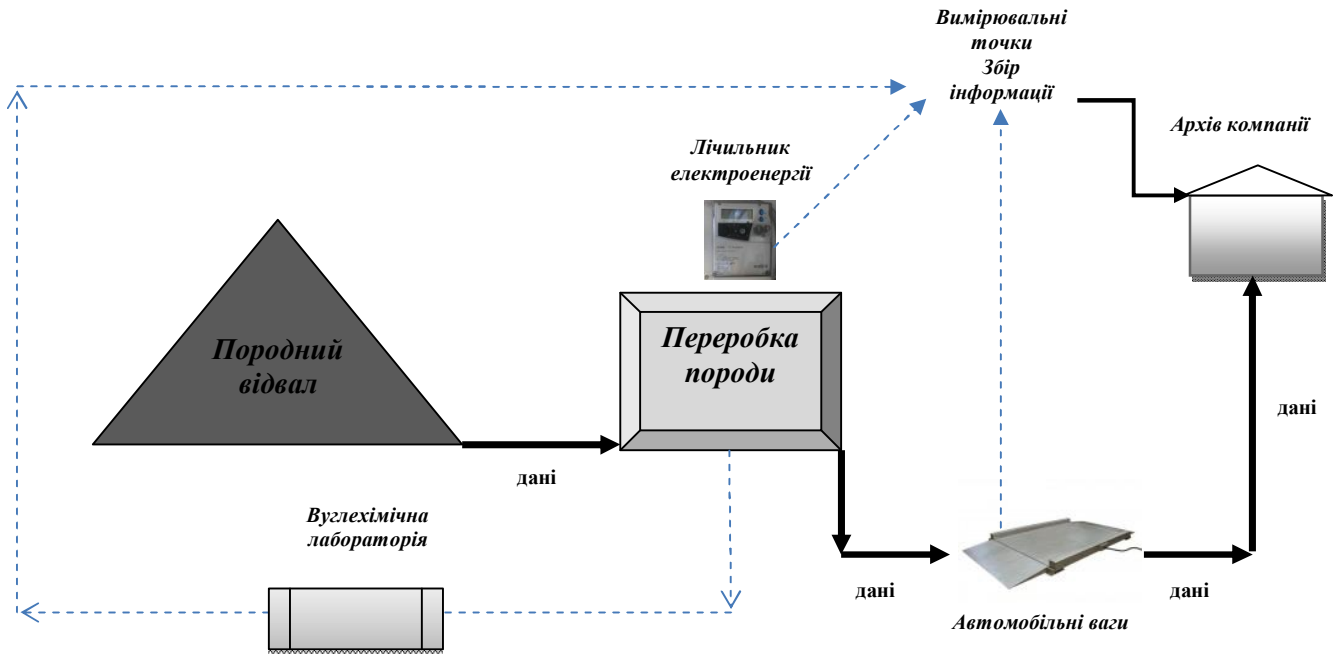 Вимірювальні
точки
Збір
інформації
Архів компанії
Лічильник
електроенергії
Породний
відвал
Переробка
породи
дані
дані
Вуглехімічна
лабораторія
дані
дані
Автомобільні ваги